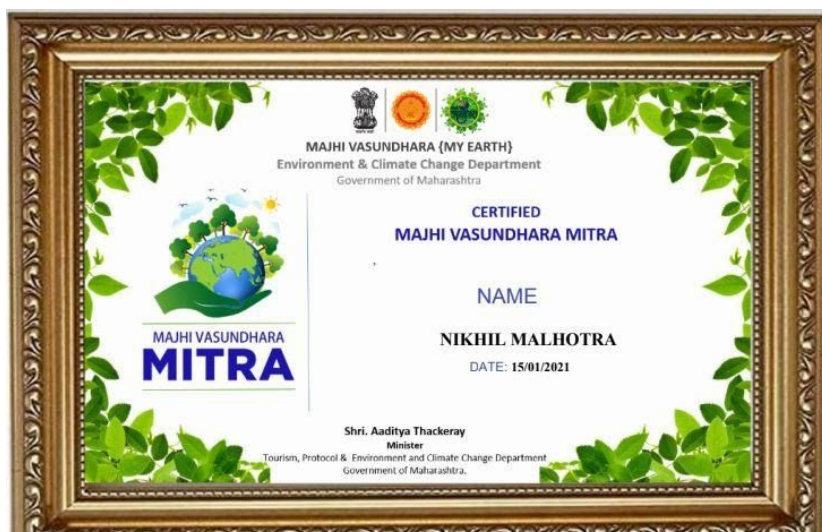 MAJHI VASUNDHARA {MY EARTH}
Environment & Climate Change Department
Government of Maharashtra
CERTIFIED
MAJHI VASUNDHARA MITRA
NAME
NIKHIL MALHOTRA
DATE: 15/01/2021
MAJHI VASUNDHARA
MITRA
Shri. Aaditya Thackeray
Minister
Tourism, Protocol & Environment and Climate Change Department
Government of Maharashtra.